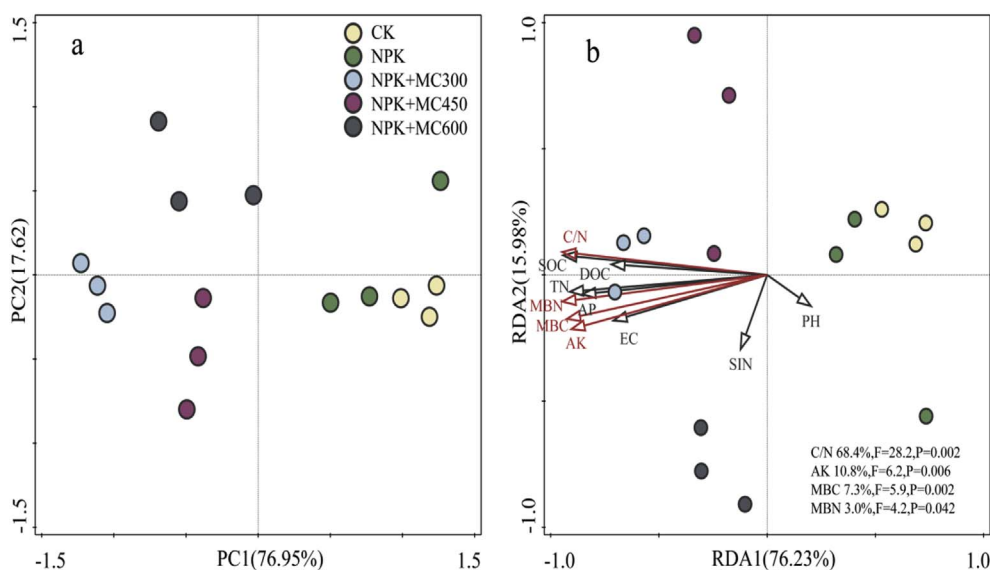 a
CK
NPK
NPK+MC300
NPK+MC450
NPK+MC600
1.5
PC2(17.62)
-1.5
-1.5
PC1(76.95%)
1.5
b
1.0
RDA2(15.98%)
-1.0
-1.0
RDA1(76.23%)
1.0
C/N
SOC
DOC
TN
AP
MBN
MBC
AK
EC
SIN
PH
C/N 68.4%,F=28.2,P=0.002
AK 10.8%,F=6.2,P=0.006
MBC 7.3%,F=5.9,P=0.002
MBN 3.0%,F=4.2,P=0.042